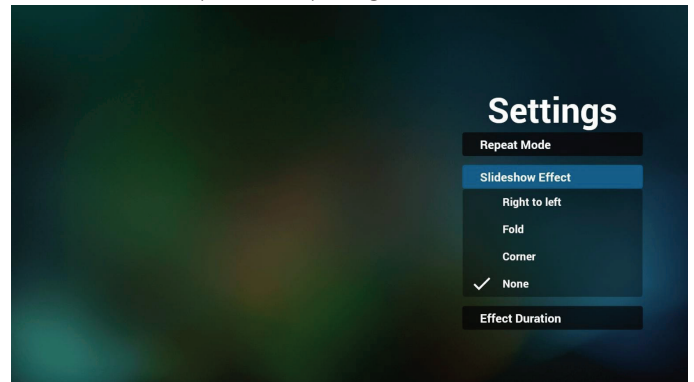 Settings
Repeat Mode
Slideshow Effect
Right to left
Fold
Corner
None
Effect Duration